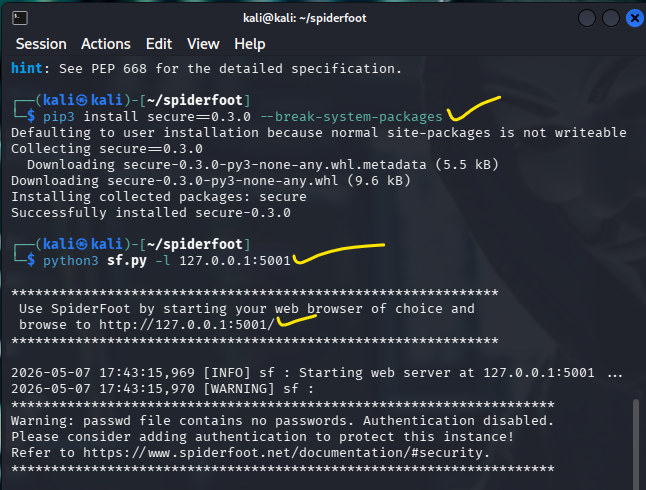 kali@kali: ~/spiderfoot
Session Actions Edit View Help
hint: See PEP 668 for the detailed specification.
┌──(kali㉿kali)-[~/spiderfoot]
└─$ pip3 install secure==0.3.0 --break-system-packages
Defaulting to user installation because normal site-packages is not writeable
Collecting secure==0.3.0
  Downloading secure-0.3.0-py3-none-any.whl.metadata (5.5 kB)
Downloading secure-0.3.0-py3-none-any.whl (9.6 kB)
Installing collected packages: secure
Successfully installed secure-0.3.0
┌──(kali㉿kali)-[~/spiderfoot]
└─$ python3 sf.py -l 127.0.0.1:5001
*************************************************************
 Use SpiderFoot by starting your web browser of choice and
 browse to http://127.0.0.1:5001/
*************************************************************
2026-05-07 17:43:15,969 [INFO] sf : Starting web server at 127.0.0.1:5001 ...
2026-05-07 17:43:15,970 [WARNING] sf :
********************************************************************
Warning: passwd file contains no passwords. Authentication disabled.
Please consider adding authentication to protect this instance!
Refer to https://www.spiderfoot.net/documentation/#security.
********************************************************************